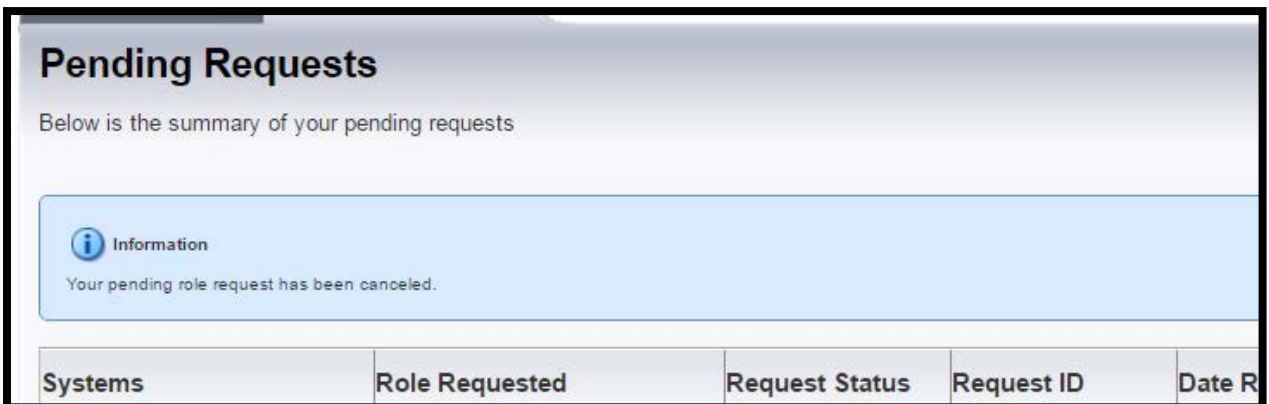 Pending Requests
Below is the summary of your pending requests
Information
Your pending role request has been canceled.
Systems Role Requested Request Status Request ID Date R